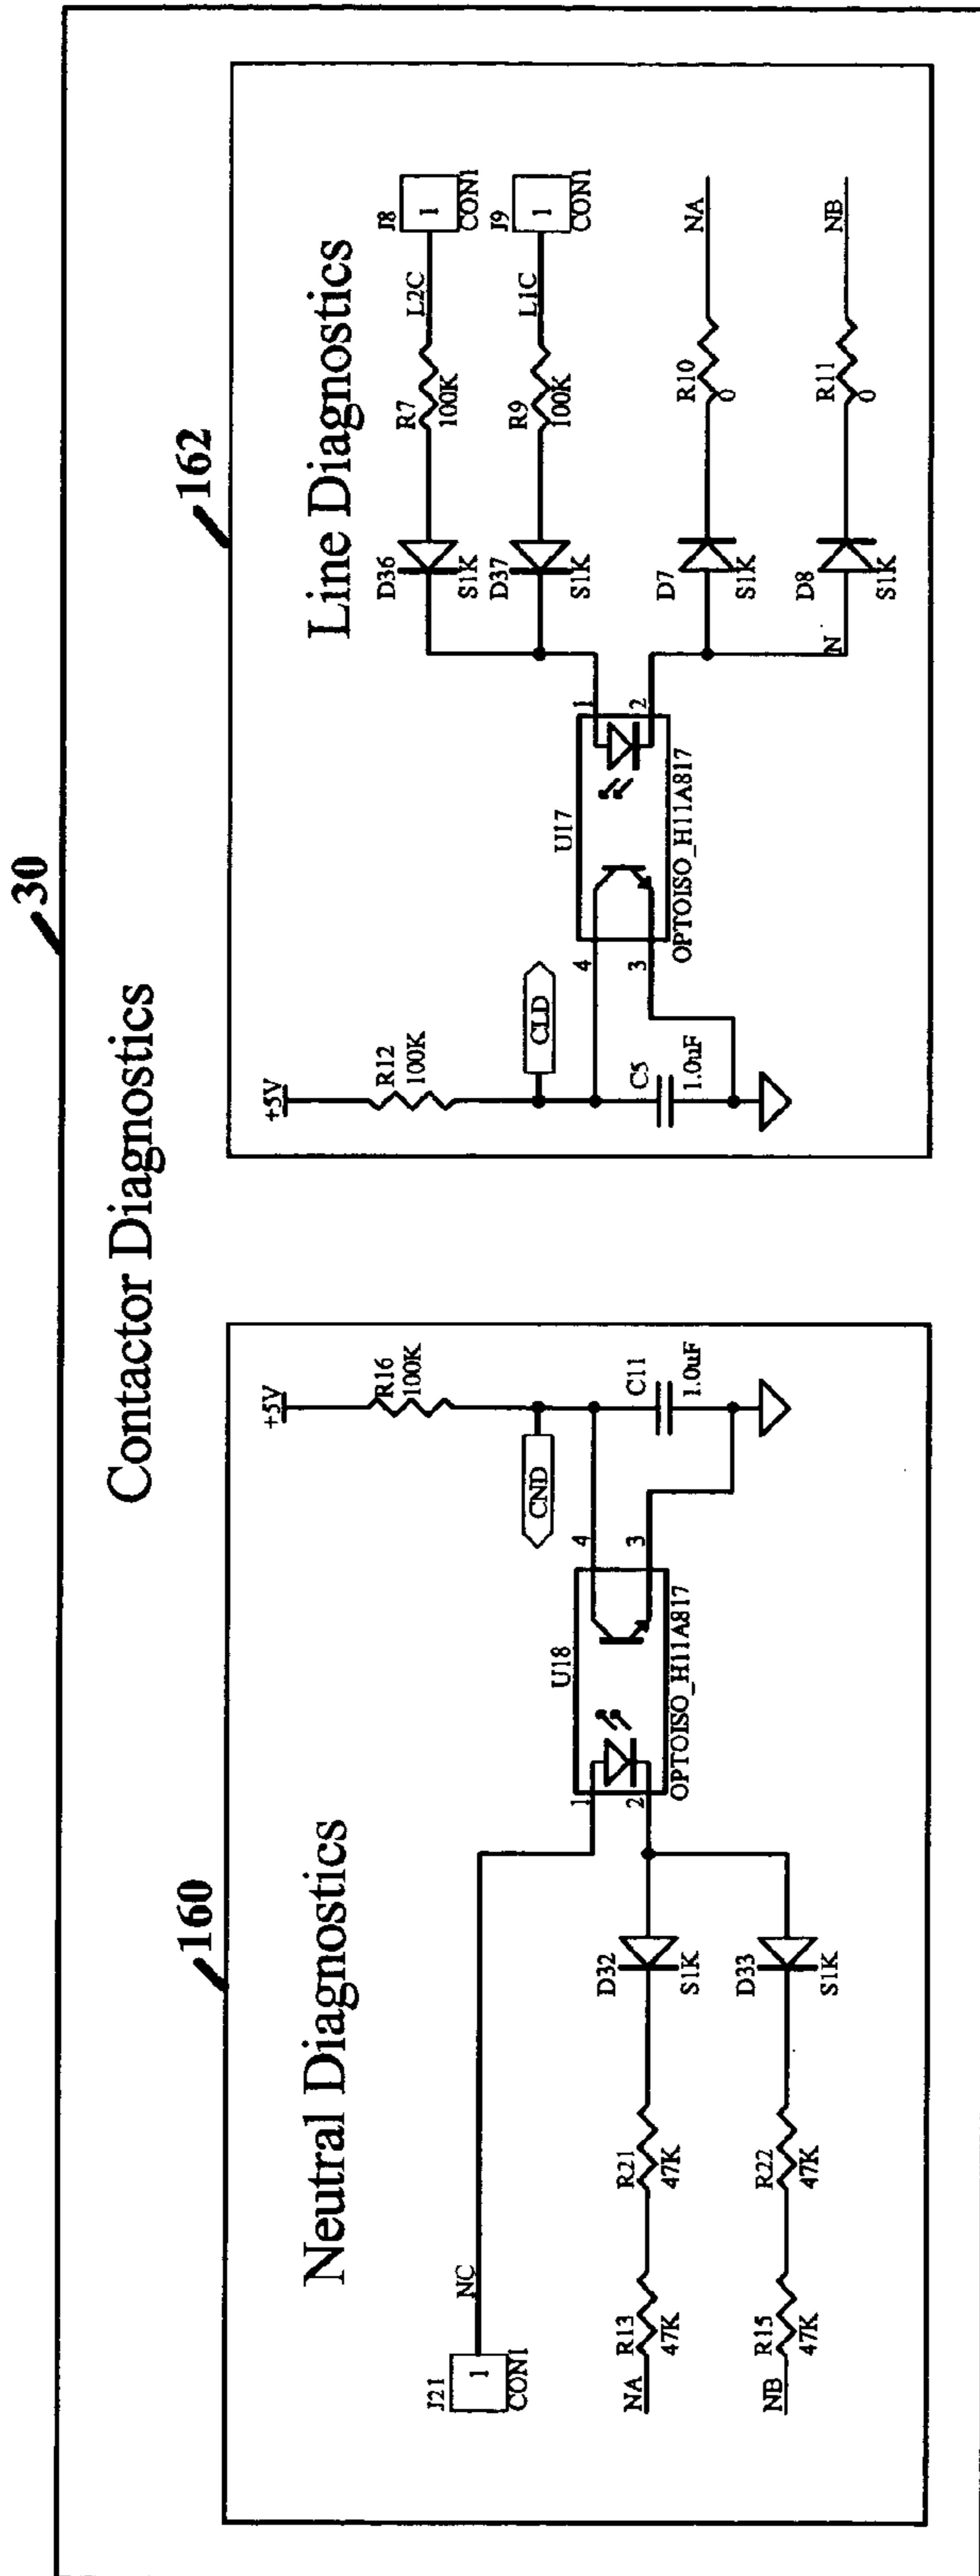 30
Contactor Diagnostics
160
Neutral Diagnostics
J21
1
CON1
NC
NA
R13
47K
R21
47K
D32
S1K
NB
R15
47K
R22
47K
D33
S1K
1
2
U18
OPTOISO_H11A817
4
3
CND
+5V
R16
100K
C11
1.0uF
162
Line Diagnostics
+5V
R12
100K
CLD
C5
1.0uF
4
3
U17
OPTOISO_H11A817
1
2
D36
S1K
R7
100K
L2C
J8
1
CON1
D37
S1K
R9
100K
L1C
J9
1
CON1
D7
S1K
R10
0
NA
N
D8
S1K
R11
0
NB